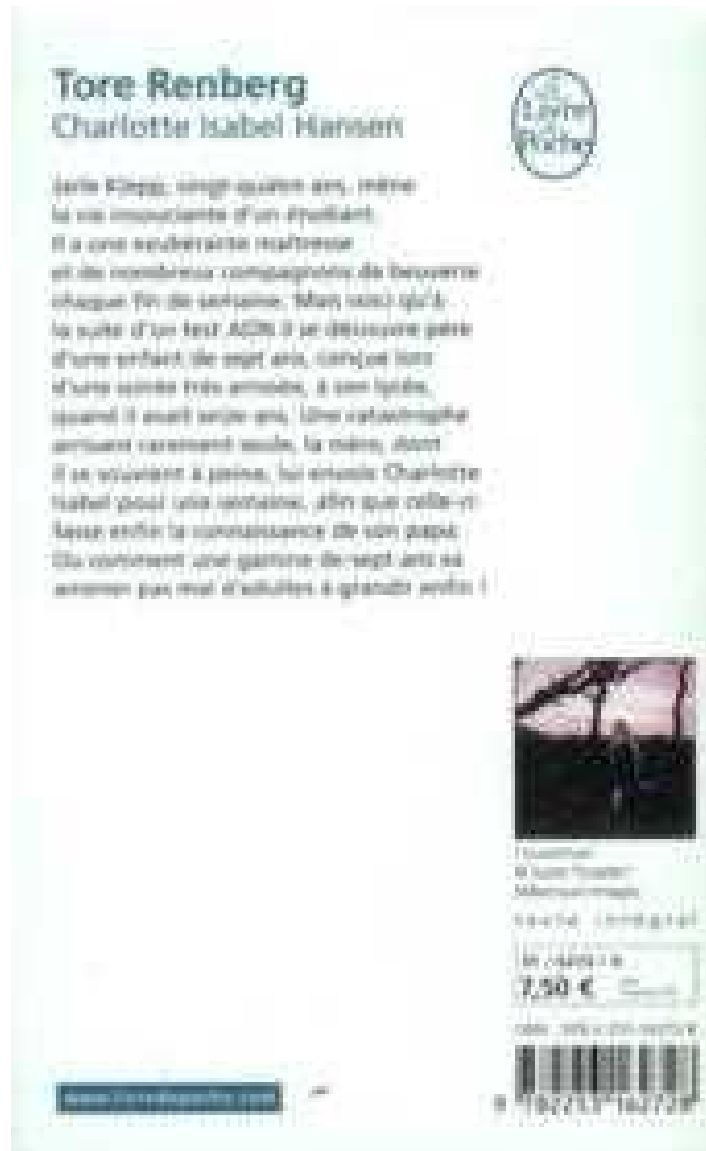 Tore Renberg
Charlotte Isabel Hansen
Le
Livre
de
Poche
Jarle Klepp, vingt-quatre ans, mène
la vie insouciante d'un étudiant.
Il a une exubérante maîtresse
et de nombreux compagnons de beuverie
chaque fin de semaine. Mais voici qu'à
la suite d'un test ADN il se découvre père
d'une enfant de sept ans, conçue lors
d'une soirée très arrosée, à son lycée,
quand il avait seize ans. Une catastrophe
arrivant rarement seule, la mère, dont
il se souvient à peine, lui envoie Charlotte
Isabel pour une semaine, afin que celle-ci
fasse enfin la connaissance de son papa.
Ou comment une gamine de sept ans va
amener pas mal d'adultes à grandir enfin !
texte intégral
7,50 €
www.livredepoche.com